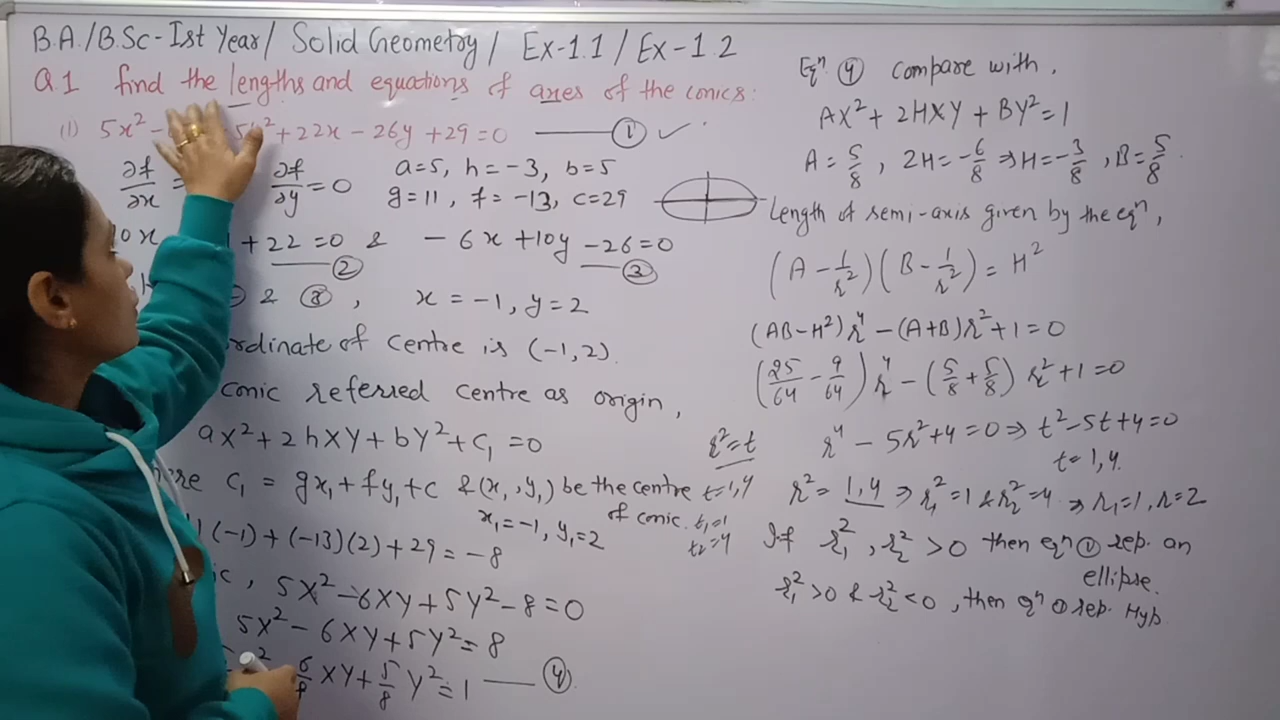 B.A./B.Sc-Ist Year/ Solid Geometry/ Ex-1.1/Ex-1.2
Q.1 find the lengths and equations of axes of the conics:
(1) 5x² - 5y² + 22x - 26y + 29 = 0 ——— ① ✓
∂f/∂x = ∂f/∂y = 0 a=5, h=-3, b=5
g=11, f=-13, c=29
10x + 22 = 0 & -6x + 10y - 26 = 0
——— ② ——— ③
& ③, x = -1, y = 2
rdinate of centre is (-1, 2).
conic referred centre as origin,
aX² + 2hXY + bY² + c₁ = 0
ere c₁ = gx₁ + fy₁ + c & (x₁, y₁) be the centre of conic.
x₁ = -1, y₁ = 2
(-1) + (-13)(2) + 29 = -8
ic, 5X² - 6XY + 5Y² - 8 = 0
5X² - 6XY + 5Y² = 8
6/8 XY + 5/8 Y² = 1 ——— ④
Eqⁿ ④ compare with,
AX² + 2HXY + BY² = 1
A = 5/8, 2H = -6/8 ⇒ H = -3/8, B = 5/8.
Length of semi-axis given by the eqⁿ,
(A - 1/r²)(B - 1/r²) = H²
(AB - H²)r⁴ - (A+B)r² + 1 = 0
(25/64 - 9/64) r⁴ - (5/8 + 5/8) r² + 1 = 0
r² = t
r⁴ - 5r² + 4 = 0 ⇒ t² - 5t + 4 = 0
t = 1, 4.
t = 1, 4
t₁ = 1
t₂ = 4
r² = 1, 4 ⇒ r₁² = 1 & r₂² = 4 ⇒ r₁ = 1, r = 2
If r₁², r₂² > 0 then eqⁿ ① rep. an
ellipse.
r₁² > 0 & r₂² < 0, then eqⁿ ① rep. Hyp